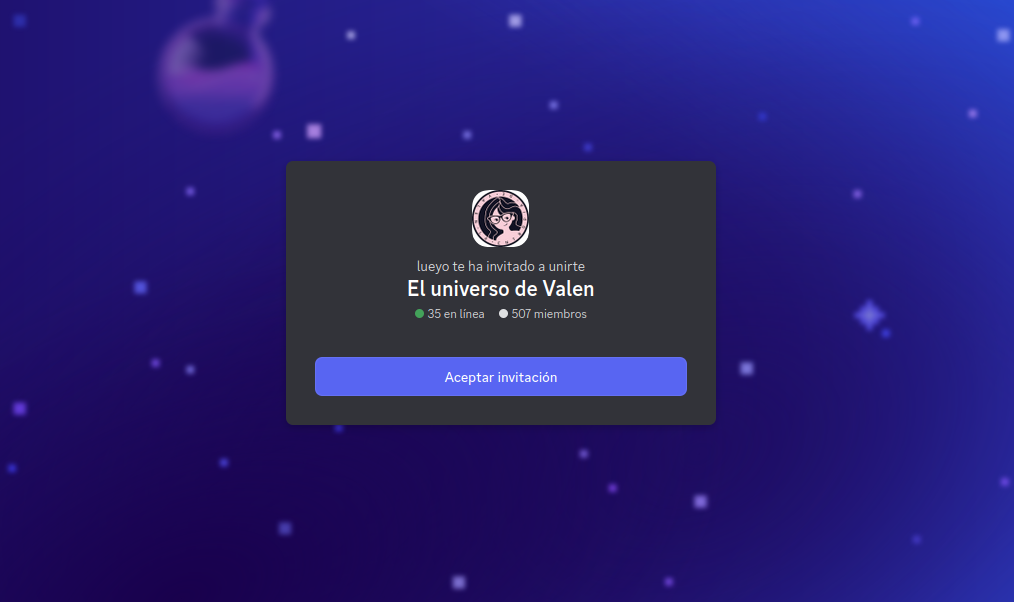 lueyo te ha invitado a unirte
El universo de Valen
35 en línea 507 miembros
Aceptar invitación